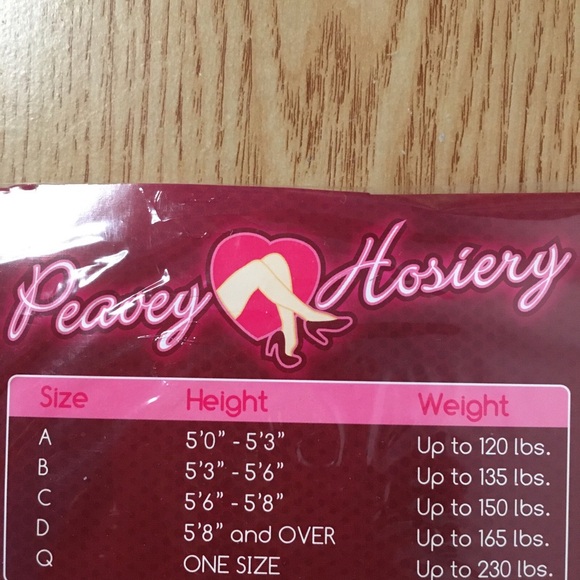 Peavey Hosiery
Size Height Weight
A 5'0" - 5'3" Up to 120 lbs.
B 5'3" - 5'6" Up to 135 lbs.
C 5'6" - 5'8" Up to 150 lbs.
D 5'8" and OVER Up to 165 lbs.
Q ONE SIZE Up to 230 lbs.